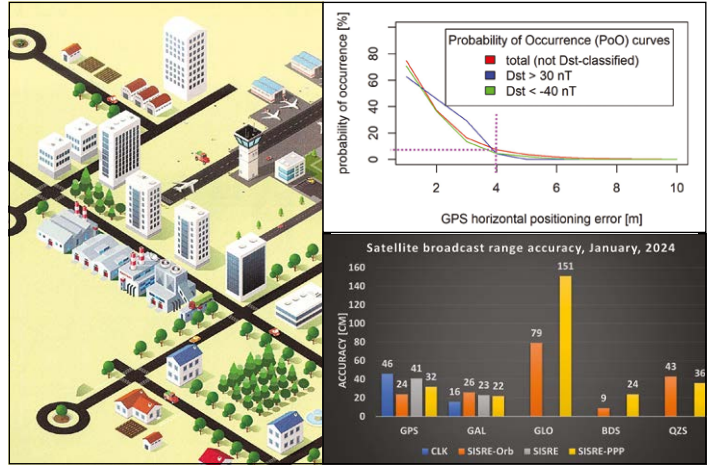 probability of occurrence [%]
80
60
40
20
0
Probability of Occurrence (PoO) curves
total (not Dst-classified)
Dst > 30 nT
Dst < -40 nT
2
4
6
8
10
GPS horizontal positioning error [m]
Satellite broadcast range accuracy, January, 2024
ACCURACY [CM]
160
140
120
100
80
60
40
20
0
46
24
41
32
16
26
23
22
79
151
9
24
43
36
GPS
GAL
GLO
BDS
QZS
CLK
SISRE-Orb
SISRE
SISRE-PPP